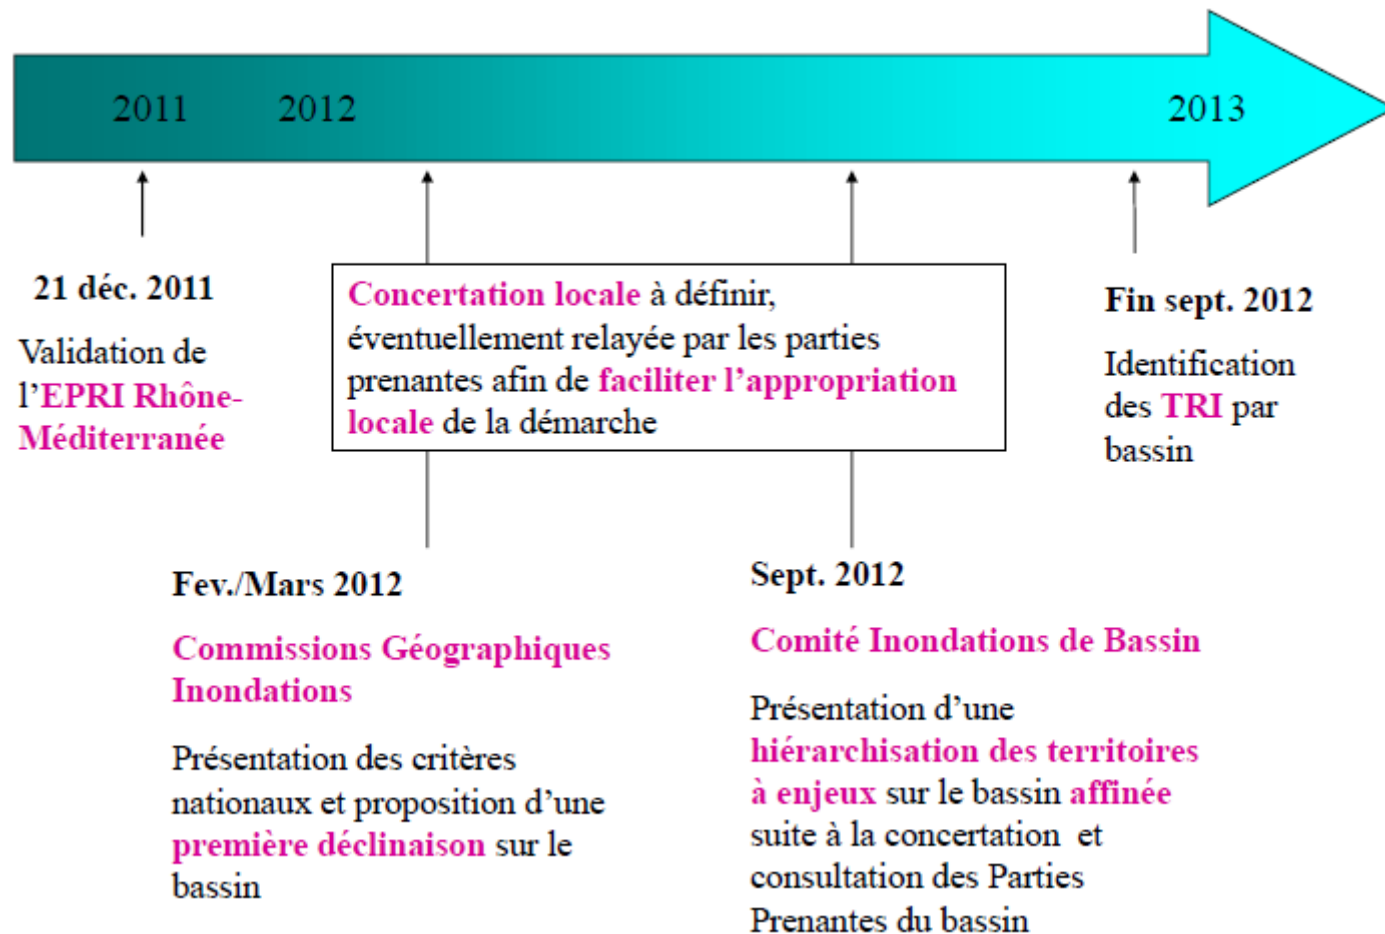 2011
2012
2013
21 déc. 2011
Validation de
l’EPRI Rhône-
Méditerranée
Concertation locale à définir,
éventuellement relayée par les parties
prenantes afin de faciliter l’appropriation
locale de la démarche
Fin sept. 2012
Identification
des TRI par
bassin
Fev./Mars 2012
Commissions Géographiques
Inondations
Présentation des critères
nationaux et proposition d’une
première déclinaison sur le
bassin
Sept. 2012
Comité Inondations de Bassin
Présentation d’une
hiérarchisation des territoires
à enjeux sur le bassin affinée
suite à la concertation et
consultation des Parties
Prenantes du bassin